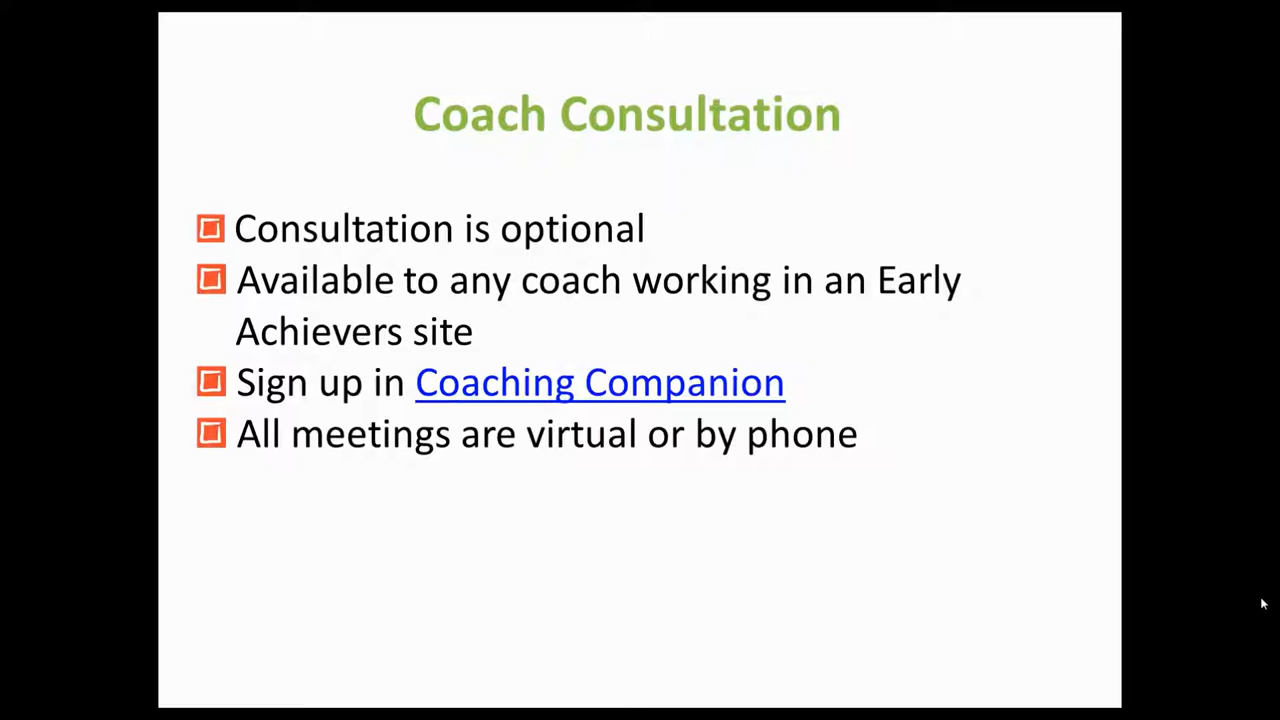 Coach Consultation
Consultation is optional
Available to any coach working in an Early
Achievers site
Sign up in Coaching Companion
All meetings are virtual or by phone